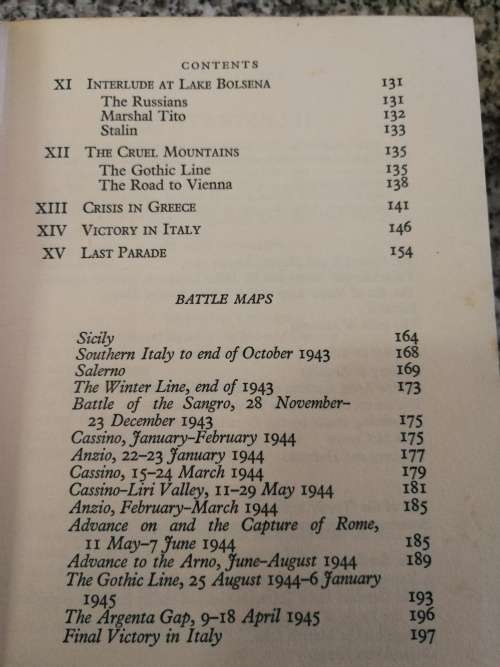 CONTENTS
XI INTERLUDE AT LAKE BOLSENA 131
The Russians 131
Marshal Tito 132
Stalin 133
XII THE CRUEL MOUNTAINS 135
The Gothic Line 135
The Road to Vienna 138
XIII CRISIS IN GREECE 141
XIV VICTORY IN ITALY 146
XV LAST PARADE 154
BATTLE MAPS
Sicily 164
Southern Italy to end of October 1943 168
Salerno 169
The Winter Line, end of 1943 173
Battle of the Sangro, 28 November–
23 December 1943 175
Cassino, January–February 1944 175
Anzio, 22–23 January 1944 177
Cassino, 15–24 March 1944 179
Cassino–Liri Valley, 11–29 May 1944 181
Anzio, February–March 1944 185
Advance on and the Capture of Rome,
11 May–7 June 1944 185
Advance to the Arno, June–August 1944 189
The Gothic Line, 25 August 1944–6 January
1945 193
The Argenta Gap, 9–18 April 1945 196
Final Victory in Italy 197